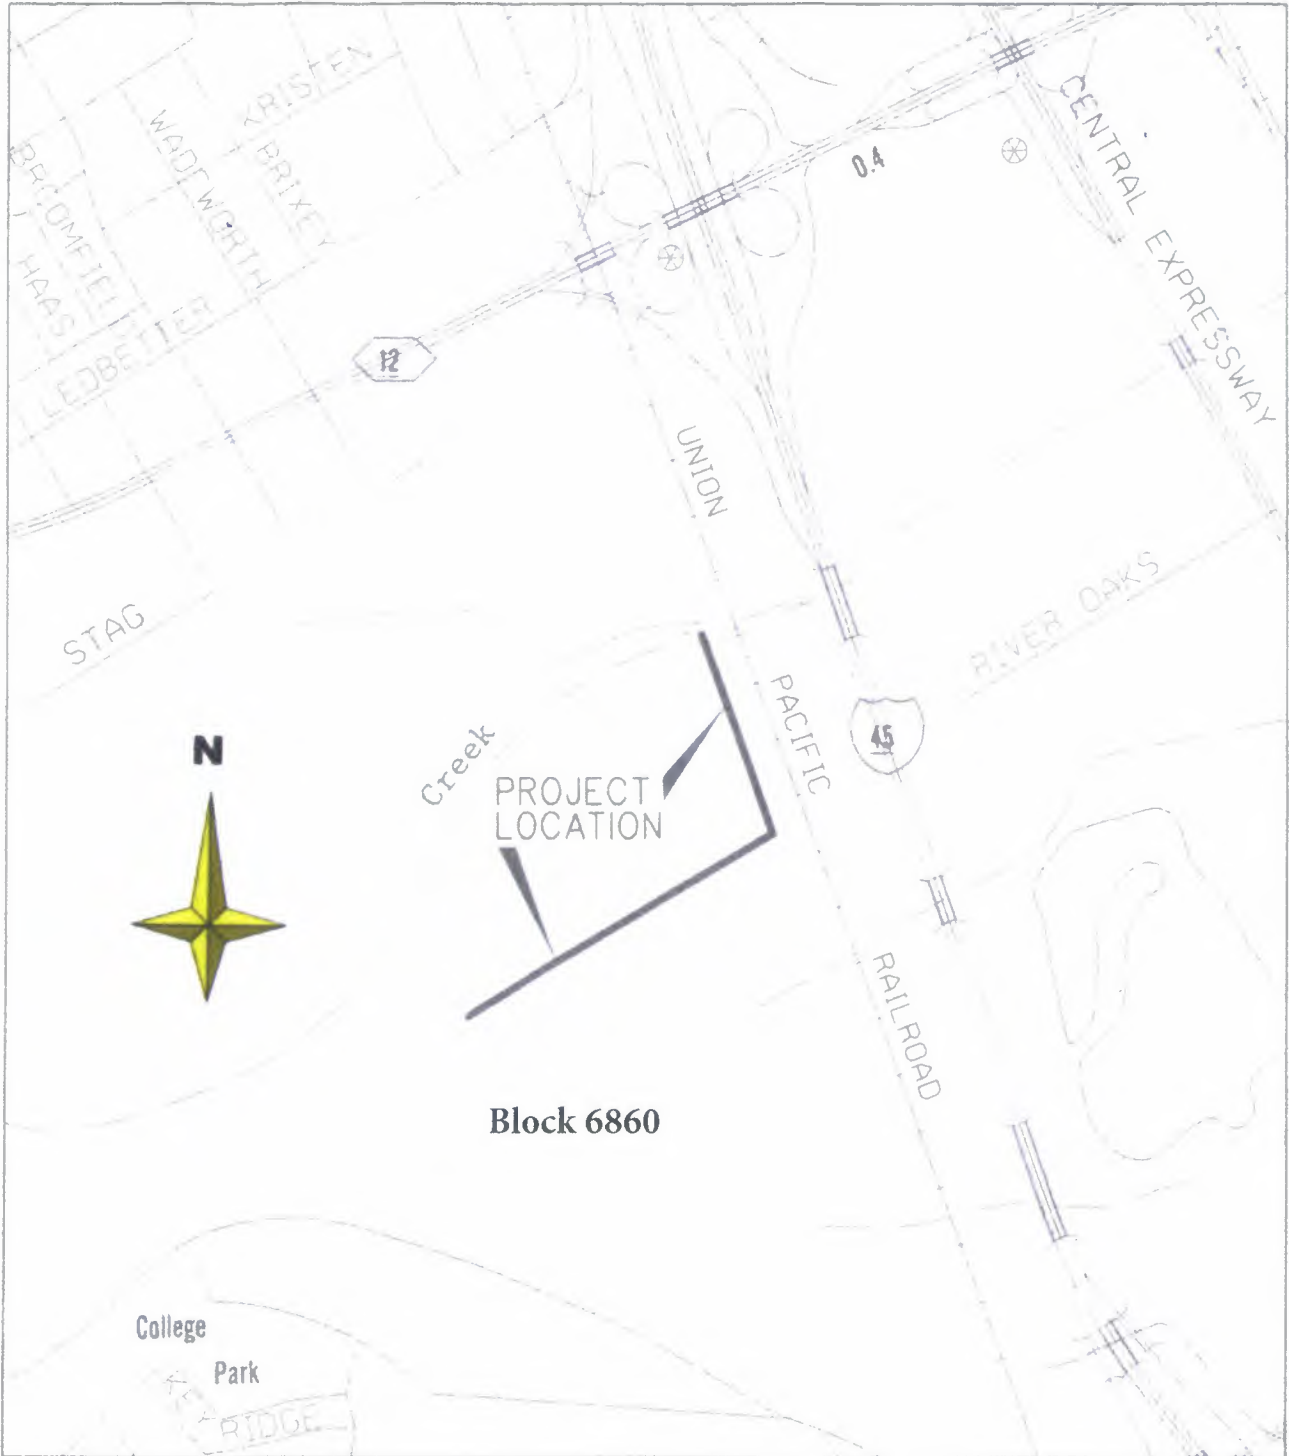 KRISTEN
WADEWORTH
BRIXEY
HAAS
LEDBETTER
0.4
CENTRAL EXPRESSWAY
12
UNION
STAG
RIVER OAKS
PACIFIC
45
N
Creek
PROJECT
LOCATION
RAILROAD
Block 6860
College
Park
RIDGE